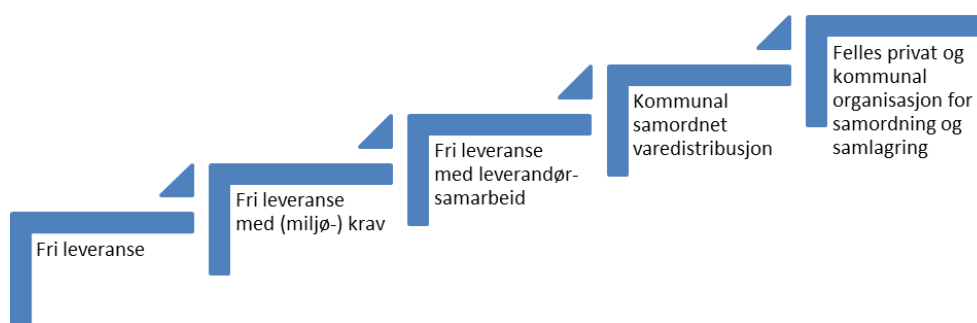 Fri leveranse
Fri leveranse
med (miljø-) krav
Fri leveranse
med leverandør-
samarbeid
Kommunal
samordnet
varedistribusjon
Felles privat og
kommunal
organisasjon for
samordning og
samlagring